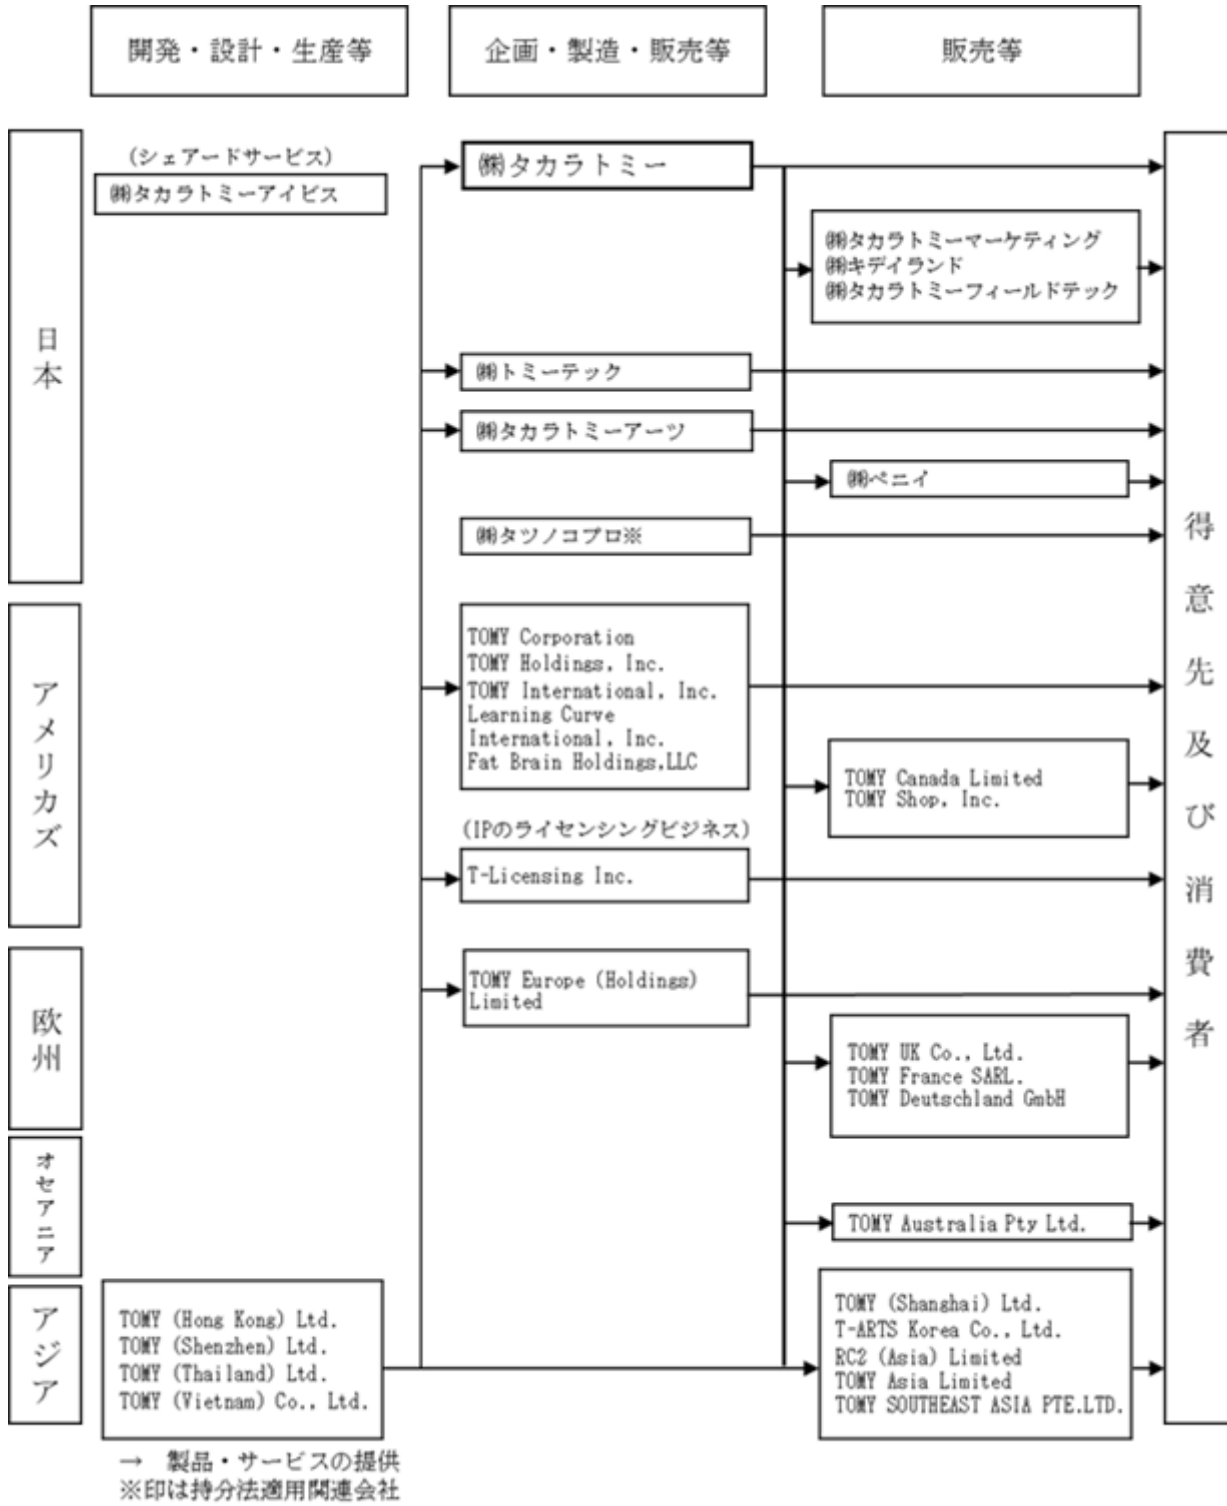 開発・設計・生産等
企画・製造・販売等
販売等
日本
(シェアードサービス)
㈱タカラトミーアイビス
㈱タカラトミー
㈱タカラトミーマーケティング
㈱キデイランド
㈱タカラトミーフィールドテック
㈱トミーテック
㈱タカラトミーアーツ
㈱ペニイ
㈱タツノコプロ※
アメリカズ
TOMY Corporation
TOMY Holdings, Inc.
TOMY International, Inc.
Learning Curve
International, Inc.
Fat Brain Holdings,LLC
TOMY Canada Limited
TOMY Shop, Inc.
(IPのライセンシングビジネス)
T-Licensing Inc.
欧州
TOMY Europe (Holdings)
Limited
TOMY UK Co., Ltd.
TOMY France SARL.
TOMY Deutschland GmbH
オセアニア
TOMY Australia Pty Ltd.
アジア
TOMY (Hong Kong) Ltd.
TOMY (Shenzhen) Ltd.
TOMY (Thailand) Ltd.
TOMY (Vietnam) Co., Ltd.
TOMY (Shanghai) Ltd.
T-ARTS Korea Co., Ltd.
RC2 (Asia) Limited
TOMY Asia Limited
TOMY SOUTHEAST ASIA PTE.LTD.
得意先及び消費者
→ 製品・サービスの提供
※印は持分法適用関連会社